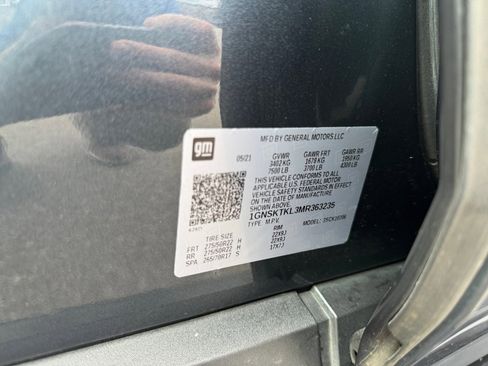 gm
MFD BY GENERAL MOTORS LLC
05/21 GVWR GAWR FRT GAWR RR
3402 KG 1678 KG 1950 KG
7500 LB 3700 LB 4300 LB
THIS VEHICLE CONFORMS TO ALL
APPLICABLE U.S. FEDERAL MOTOR
VEHICLE SAFETY STANDARDS IN EFFECT
ON THE DATE OF MANUFACTURE
SHOWN ABOVE.
1GNSKTKL3MR363235
TYPE: M.P.V. MODEL:
TIRE SIZE RIM
FRT 275/50R22 H 22X9J
RR 275/50R22 H 22X9J
SPA 265/70R17 S 17X7J